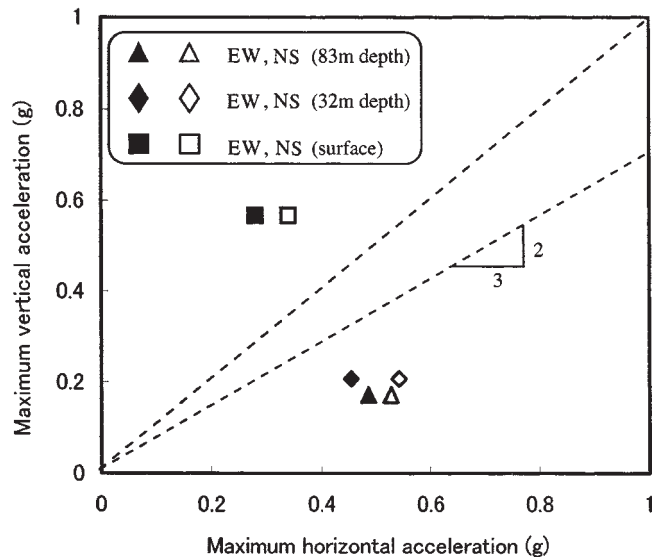 EW, NS (83m depth)
EW, NS (32m depth)
EW, NS (surface)
1
0.8
0.6
0.4
0.2
0
2
3
0
0.2
0.4
0.6
0.8
1
Maximum vertical acceleration (g)
Maximum horizontal acceleration (g)